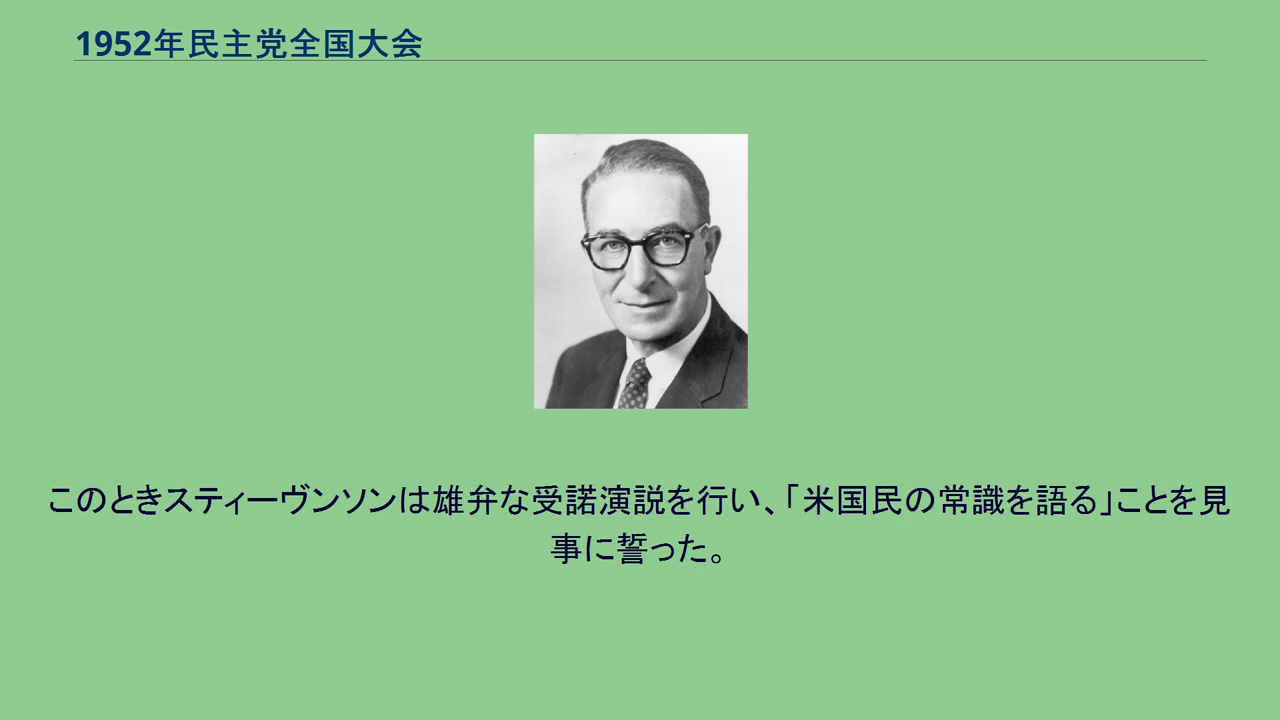 1952年民主党全国大会
このときスティーヴンソンは雄弁な受諾演説を行い、「米国民の常識を語る」ことを見
事に誓った。